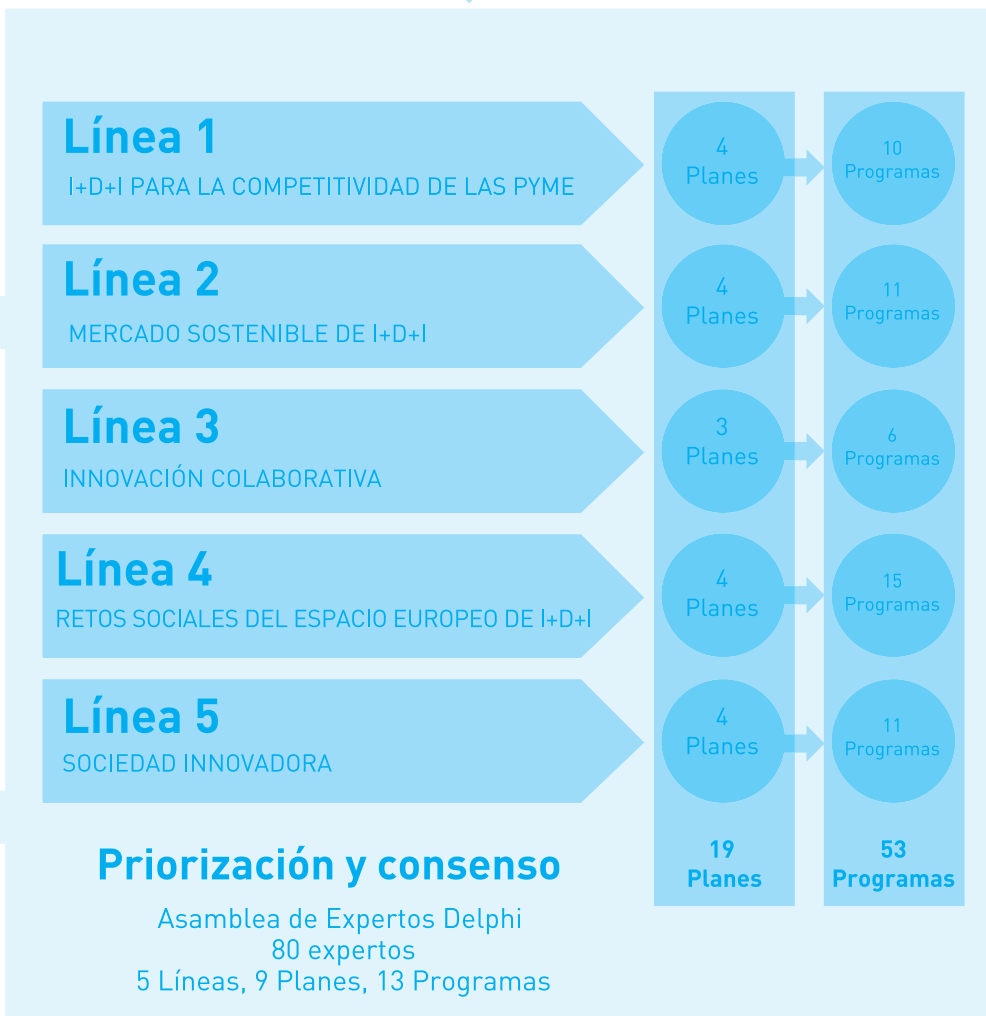 Línea 1
I+D+I PARA LA COMPETITIVIDAD DE LAS PYME
4
Planes
10
Programas
Línea 2
MERCADO SOSTENIBLE DE I+D+I
4
Planes
11
Programas
Línea 3
INNOVACIÓN COLABORATIVA
3
Planes
6
Programas
Línea 4
RETOS SOCIALES DEL ESPACIO EUROPEO DE I+D+I
4
Planes
15
Programas
Línea 5
SOCIEDAD INNOVADORA
4
Planes
11
Programas
19
Planes
53
Programas
Priorización y consenso
Asamblea de Expertos Delphi
80 expertos
5 Líneas, 9 Planes, 13 Programas